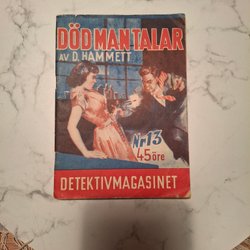 DÖD MAN TALAR
AV D. HAMMETT
Nr 13
45 öre
DETEKTIVMAGASINET